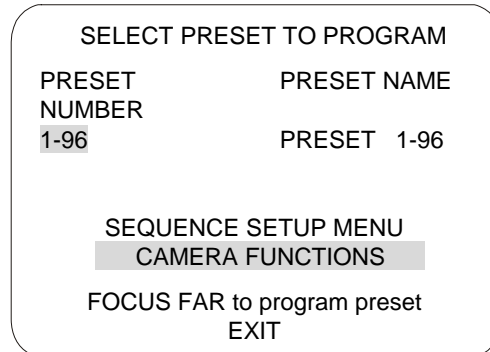 SELECT PRESET TO PROGRAM
PRESET NUMBER PRESET NAME
1-96 PRESET 1-96
SEQUENCE SETUP MENU
CAMERA FUNCTIONS
FOCUS FAR to program preset
EXIT